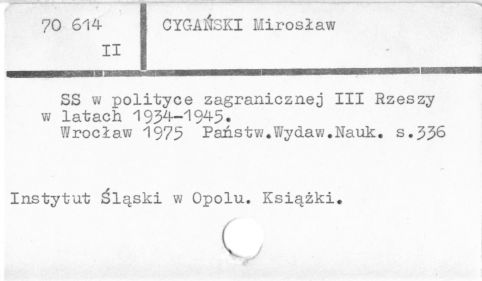 70 614
II
CYGAŃSKI Mirosław
SS w polityce zagranicznej III Rzeszy
w latach 1934-1945.
Wrocław 1975 Państw.Wydaw.Nauk. s.336
Instytut Śląski w Opolu. Książki.